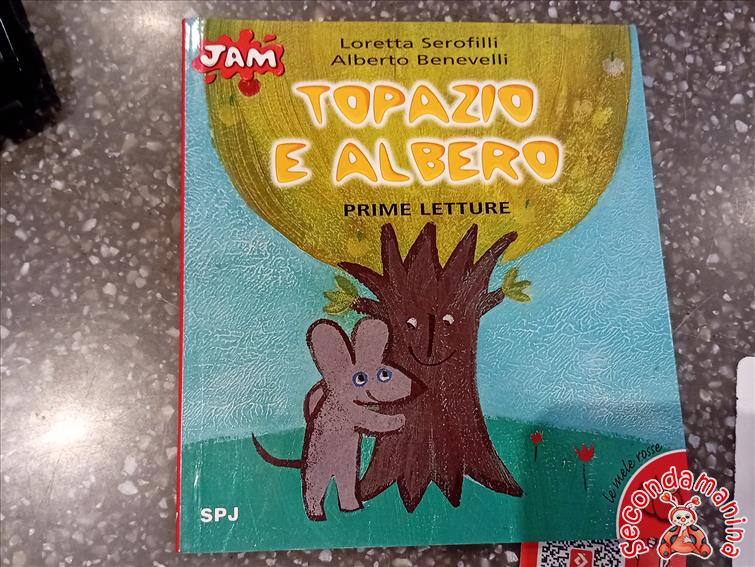 JAM
Loretta Serofilli
Alberto Benevelli
TOPAZIO
E ALBERO
PRIME LETTURE
SPJ
le mele rosse
secondamanina